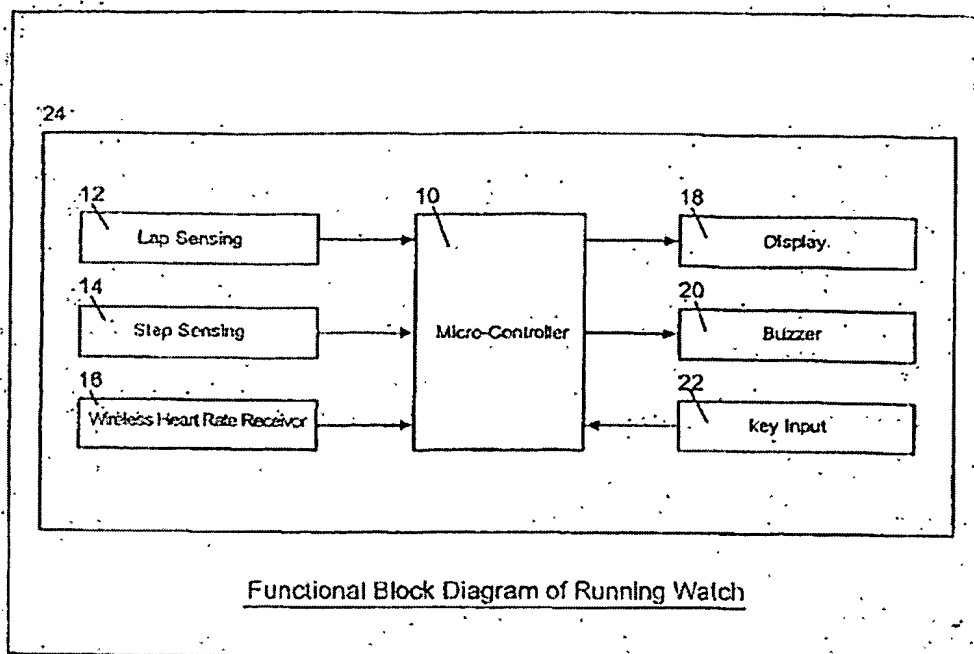 24
12
Lap Sensing
10
18
Display
14
Step Sensing
Micro-Controller
20
Buzzer
16
Wireless Heart Rate Receiver
22
Key Input
Functional Block Diagram of Running Watch